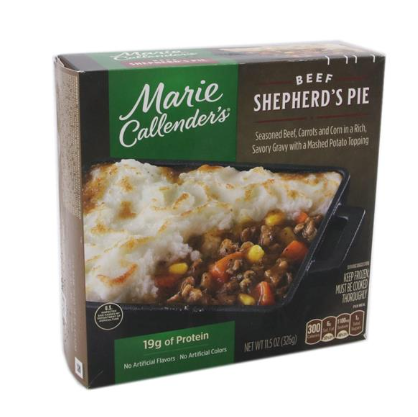 Marie
Callender's
BEEF
SHEPHERD'S PIE
Seasoned Beef, Carrots and Corn in a Rich,
Savory Gravy with a Mashed Potato Topping
KEEP FROZEN
MUST BE COOKED
THOROUGHLY
19g of Protein
No Artificial Flavors No Artificial Colors
NET WT 11.5 OZ (326g)
300